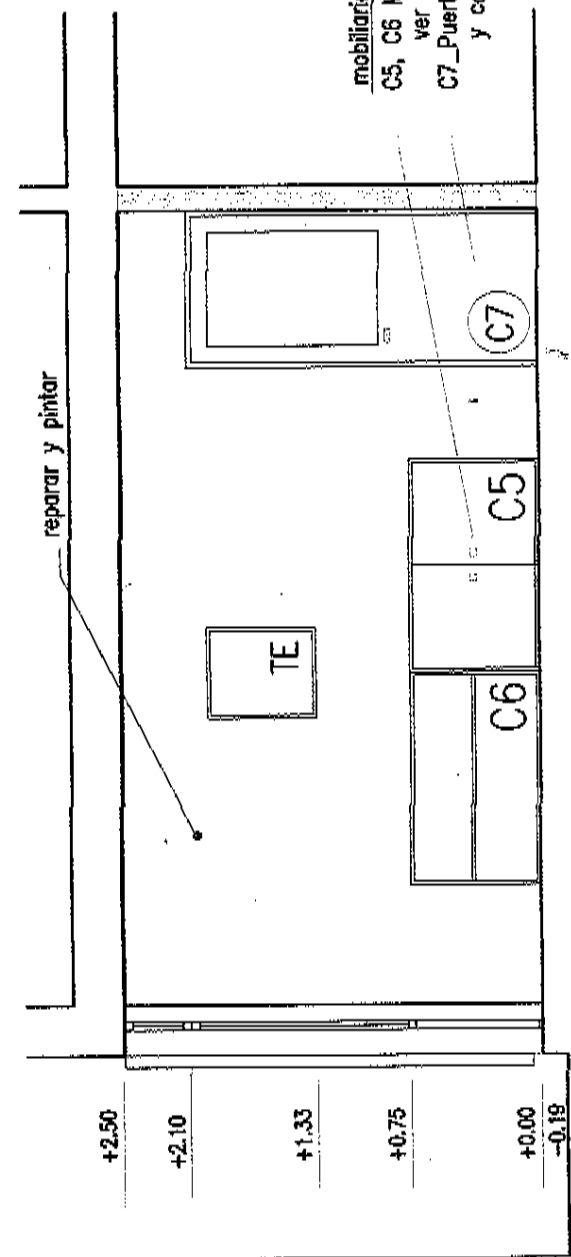 reparar y pintar
mobiliari
C5, C6
ver
C7_Puert
y c
TE
C6
C5
C7
+2.50
+2.10
+1.33
+0.75
+0.00
-0.19